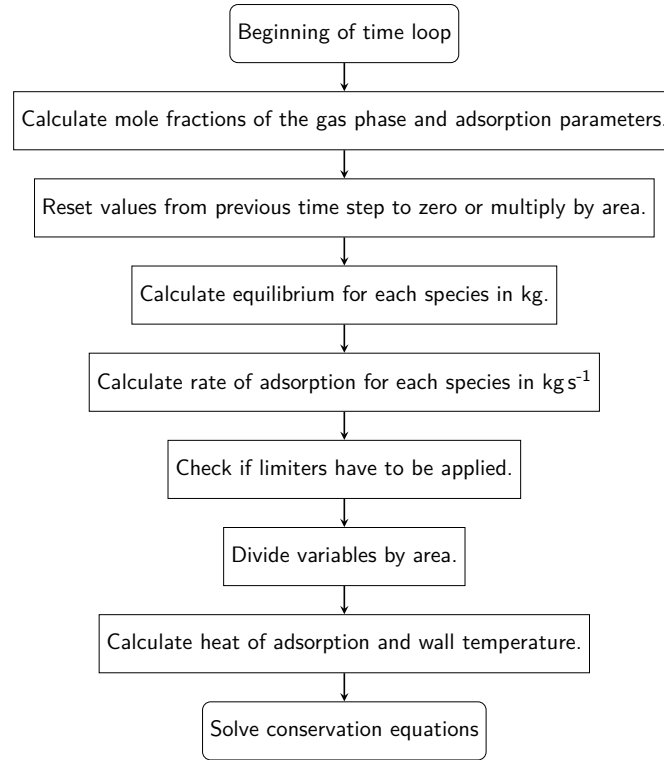 Beginning of time loop
Calculate mole fractions of the gas phase and adsorption parameters.
Reset values from previous time step to zero or multiply by area.
Calculate equilibrium for each species in kg.
Calculate rate of adsorption for each species in kg s⁻¹
Check if limiters have to be applied.
Divide variables by area.
Calculate heat of adsorption and wall temperature.
Solve conservation equations